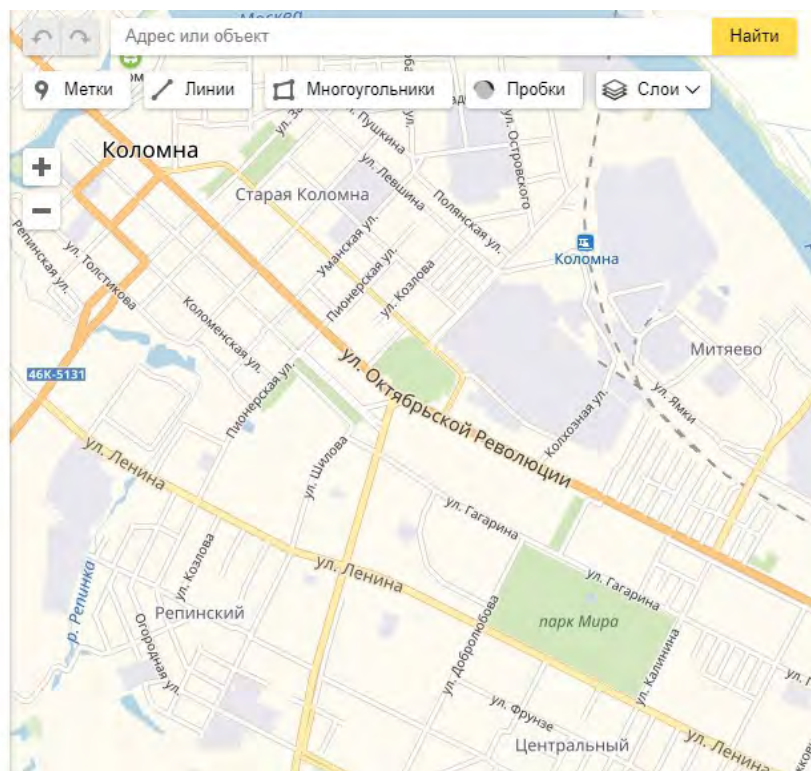 Москва
Адрес или объект
Найти
Метки
Линии
Многоугольники
Пробки
Слои
ул. Пушкина
ул. Островского
Коломна
ул. Левшина
Старая Коломна
Полянская ул.
Уманская ул.
Репинская ул.
ул. Толстикова
Пионерская ул.
ул. Козлова
Коломна
Коломенская ул.
Митяево
46К-5131
ул. Октябрьской Революции
Пионерская ул.
ул. Ямки
Колхозная ул.
ул. Ленина
ул. Шилова
ул. Гагарина
ул. Козлова
ул. Ленина
ул. Гагарина
р. Репинка
Репинский
парк Мира
Огородная ул.
ул. Добролюбова
ул. Калинина
ул. Фрунзе
Центральный
ул. Ленина